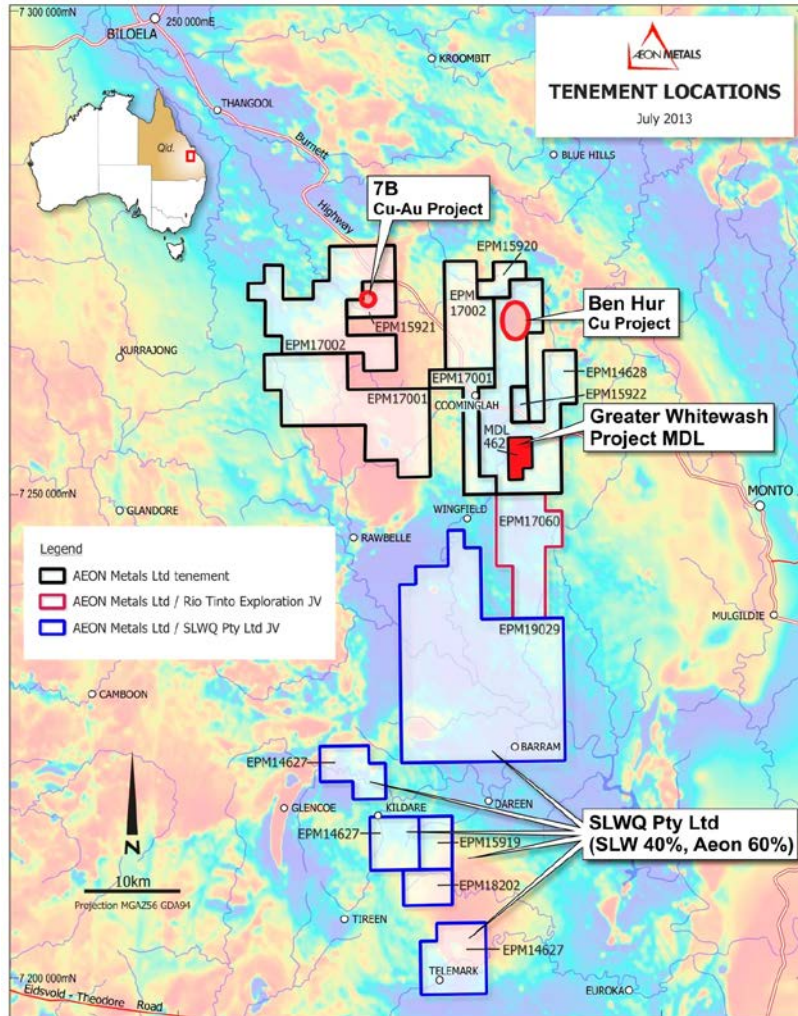 7 300 000mN
250 000mE
BILOELA
KROOMBIT
AEON METALS
TENEMENT LOCATIONS
July 2013
THANGOOL
BLUE HILLS
Qld.
Burnett
Highway
7B
Cu-Au Project
EPM15920
EPM
17002
Ben Hur
Cu Project
EPM15921
KURRAJONG
EPM17002
EPM17001
EPM17001
COOMINGLAH
EPM14628
EPM15922
MDL
462
Greater Whitewash
Project MDL
7 250 000mN
MONTO
GLANDORE
WINGFIELD
EPM17060
RAWBELLE
Legend
AEON Metals Ltd tenement
AEON Metals Ltd / Rio Tinto Exploration JV
AEON Metals Ltd / SLWQ Pty Ltd JV
MULGILDIE
EPM19029
CAMBOON
BARRAM
EPM14627
GLENCOE
KILDARE
DAREEN
EPM14627
EPM15919
SLWQ Pty Ltd
(SLW 40%, Aeon 60%)
N
10km
Projection MGAZ56 GDA94
EPM18202
TIREEN
EPM14627
TELEMARK
7 200 000mN
EUROKA
Eidsvold-Theodore Road